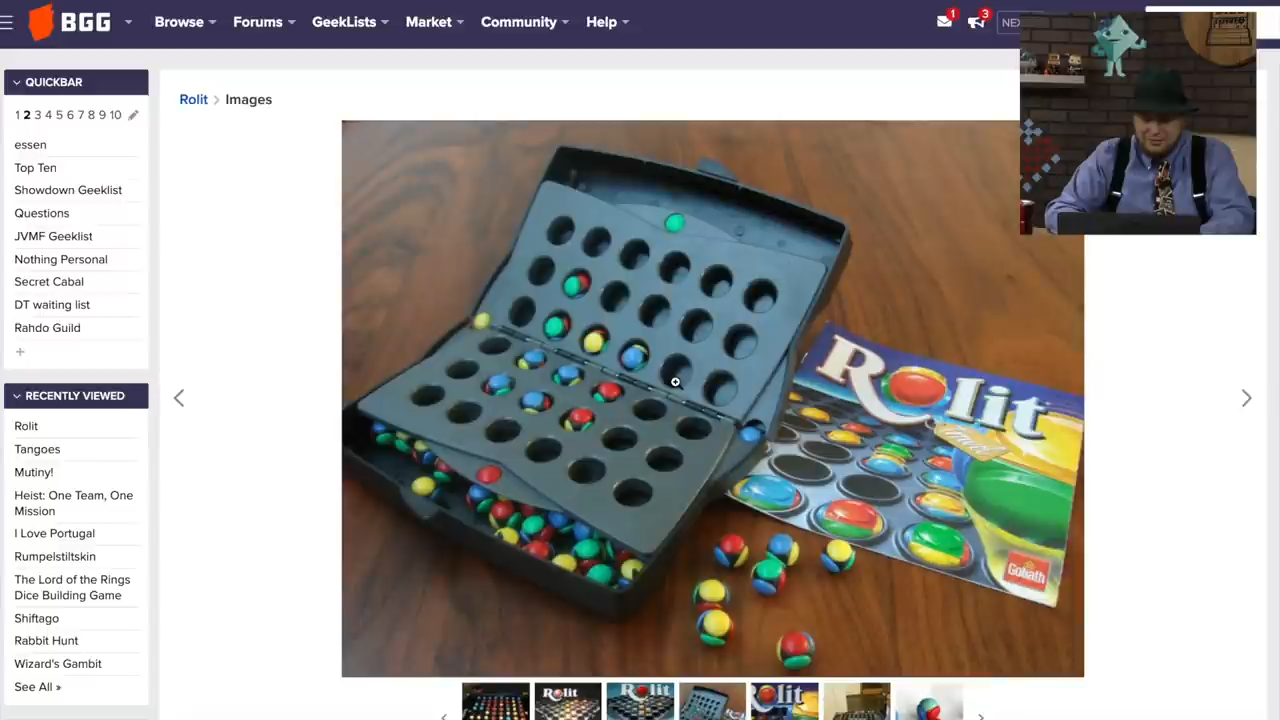 BGG
Browse
Forums
GeekLists
Market
Community
Help
1
3
NEX
QUICKBAR
1 2 3 4 5 6 7 8 9 10
essen
Top Ten
Showdown Geeklist
Questions
JVMF Geeklist
Nothing Personal
Secret Cabal
DT waiting list
Rahdo Guild
RECENTLY VIEWED
Rolit
Tangoes
Mutiny!
Heist: One Team, One
Mission
I Love Portugal
Rumpelstiltskin
The Lord of the Rings
Dice Building Game
Shiftago
Rabbit Hunt
Wizard's Gambit
See All »
Rolit > Images
Rolit
Goliath
Rolit
Rolit
Rolit